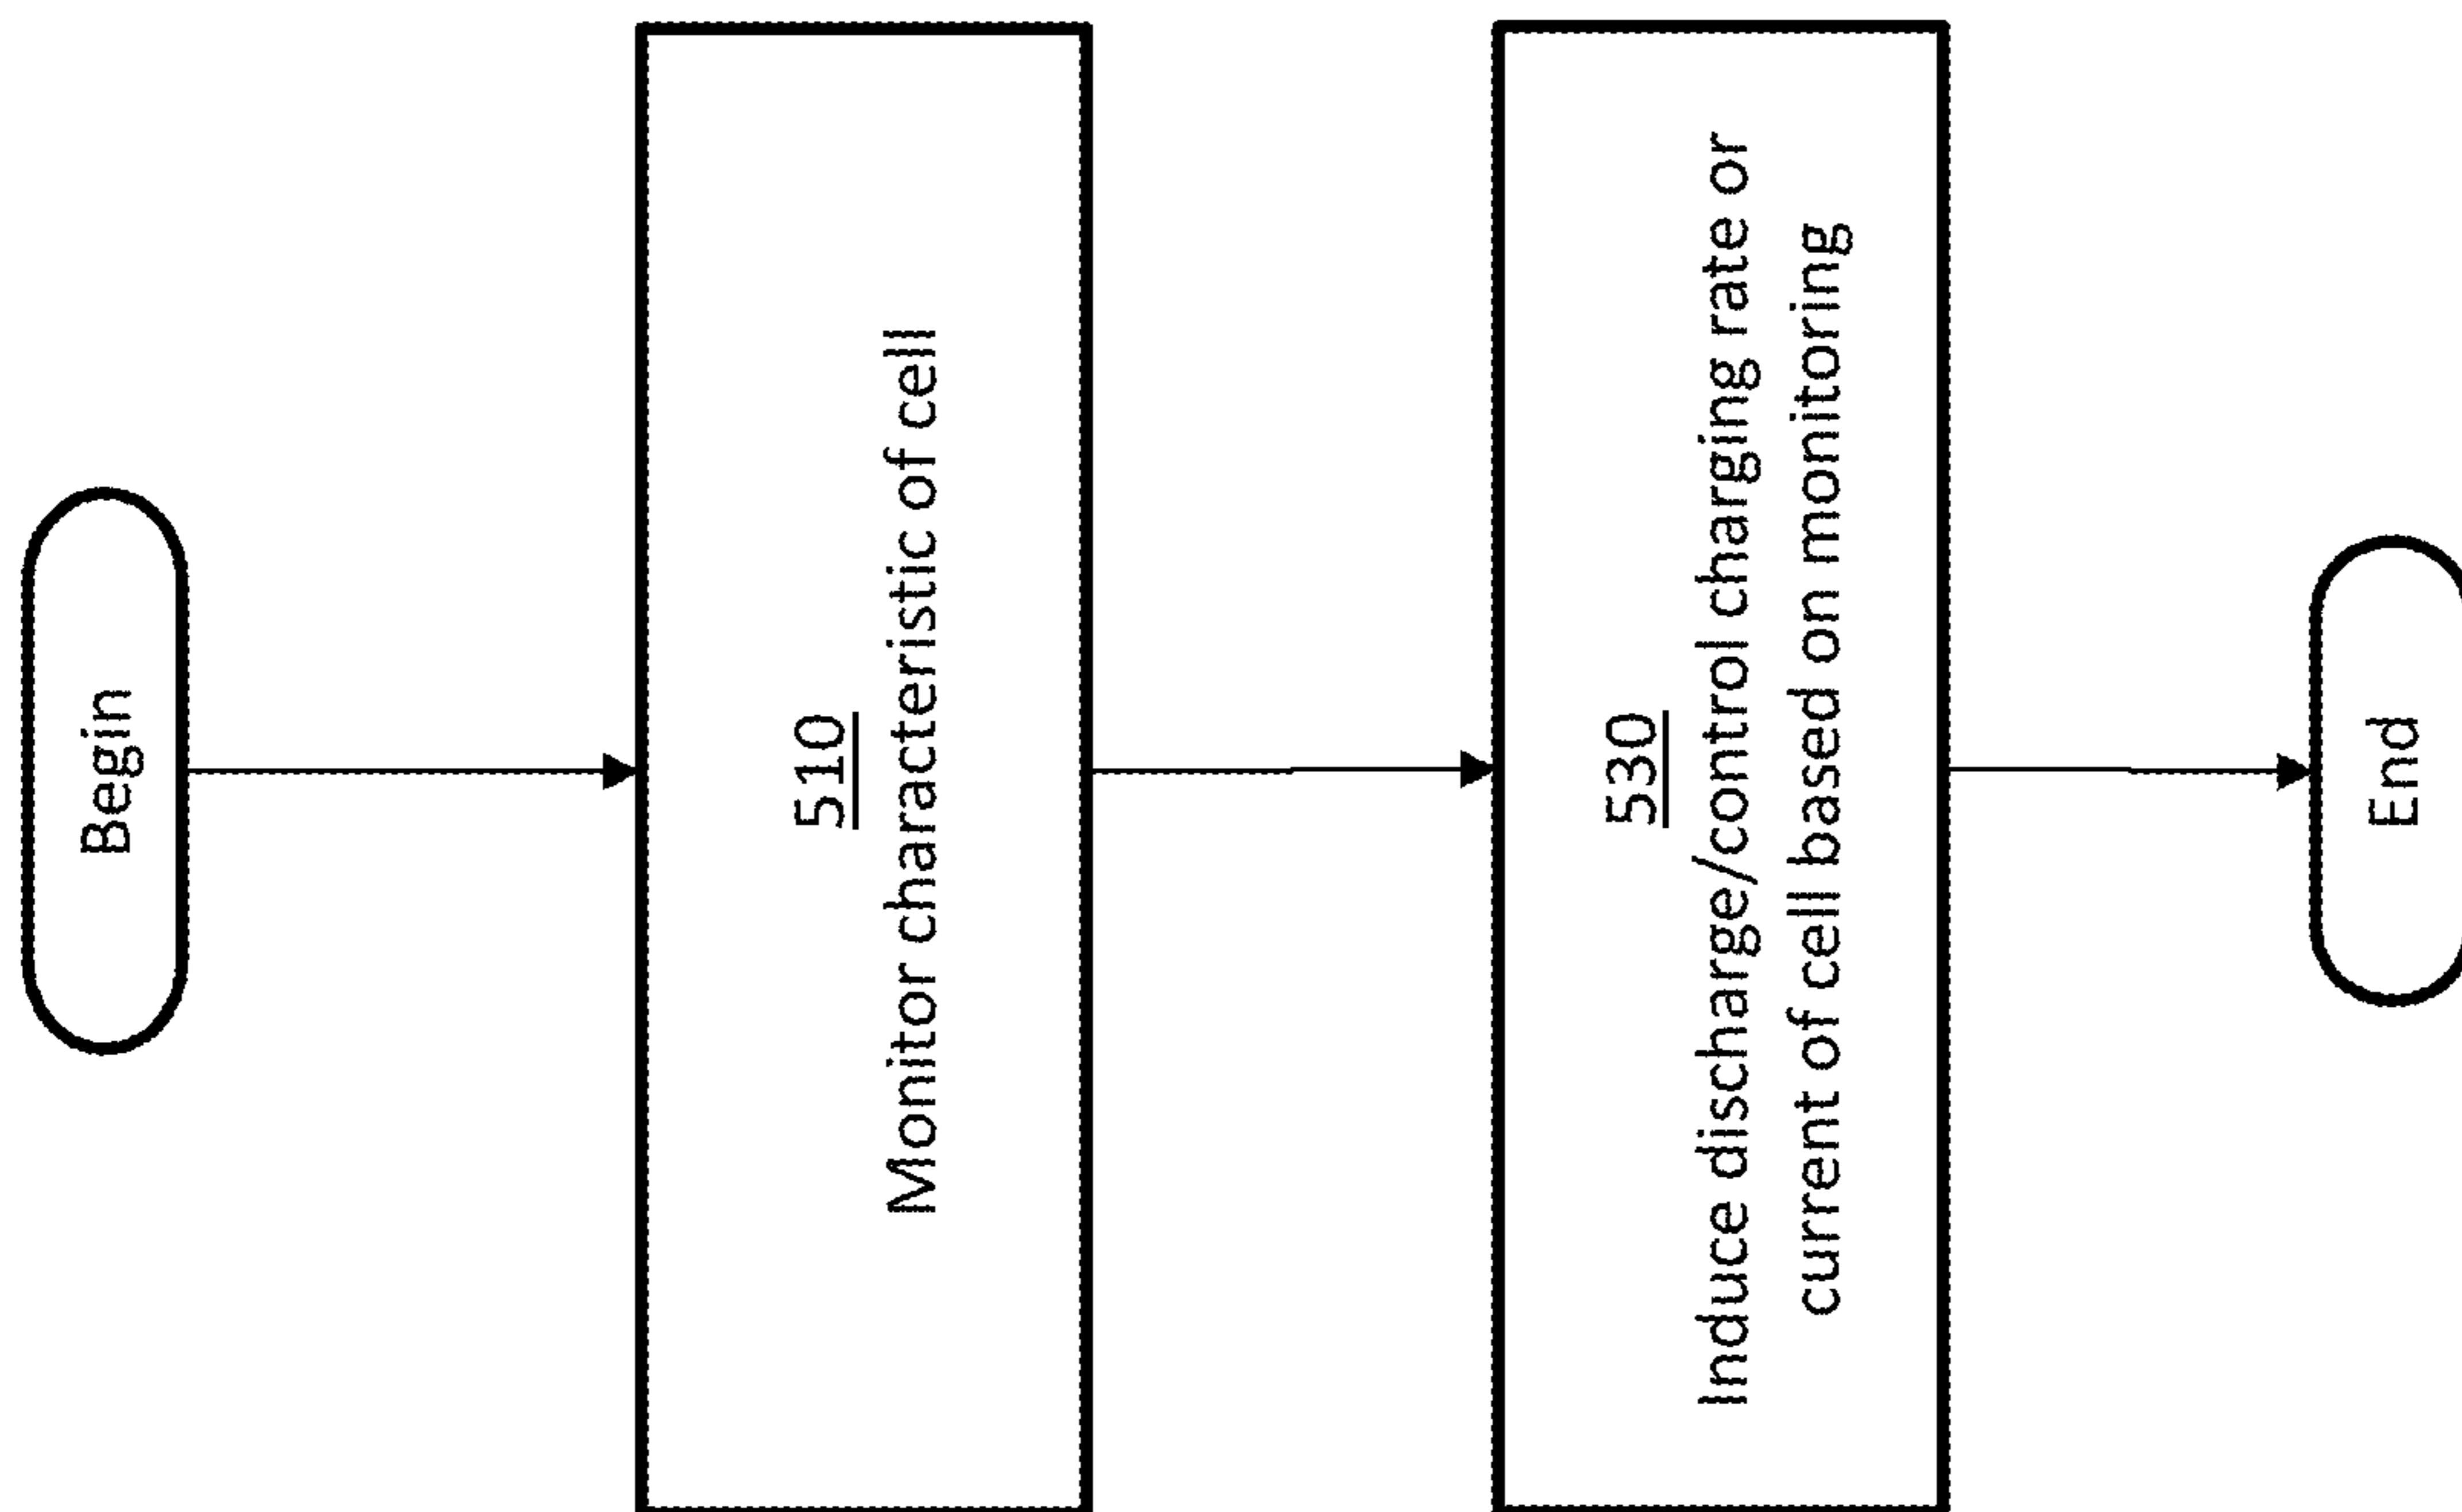 Begin
510
Monitor characteristic of cell
530
Induce discharge/control charging rate or
current of cell based on monitoring
End